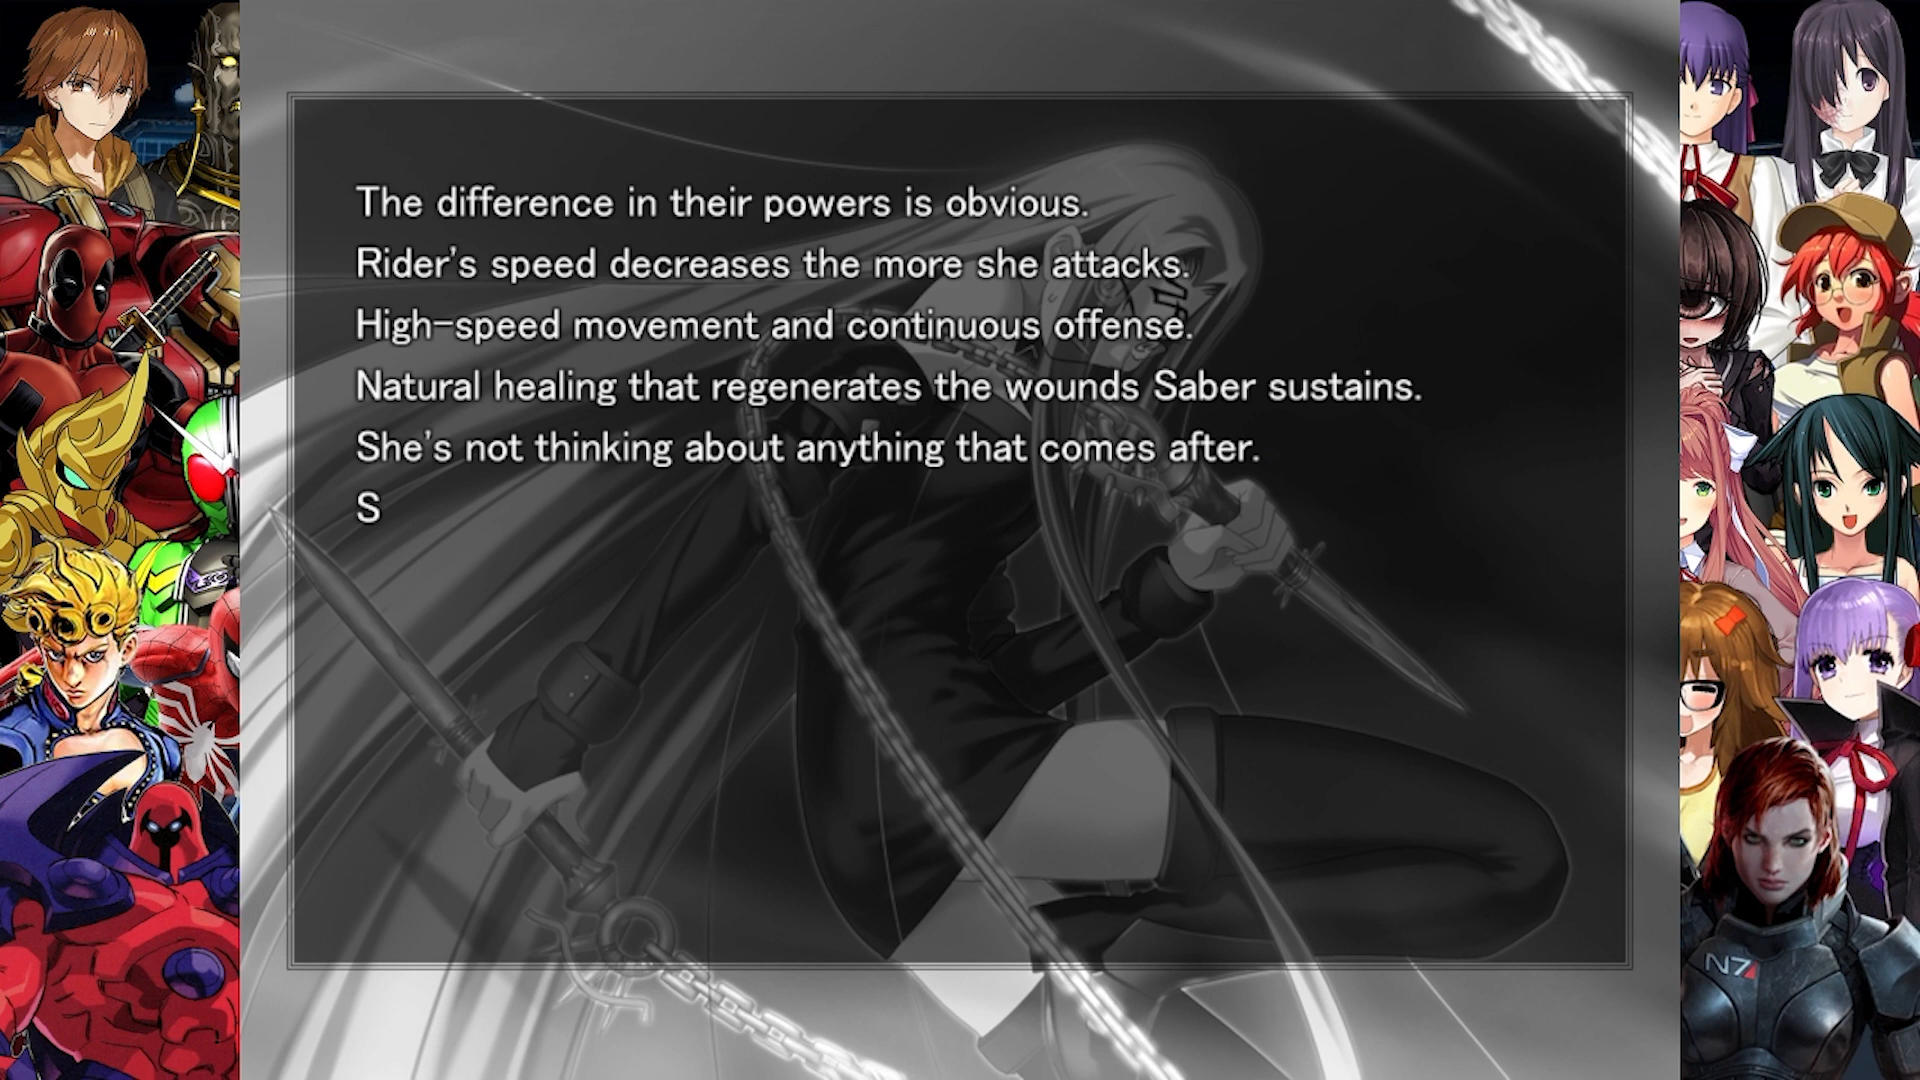 The difference in their powers is obvious.
Rider's speed decreases the more she attacks.
High-speed movement and continuous offense.
Natural healing that regenerates the wounds Saber sustains.
She's not thinking about anything that comes after.
S
N7